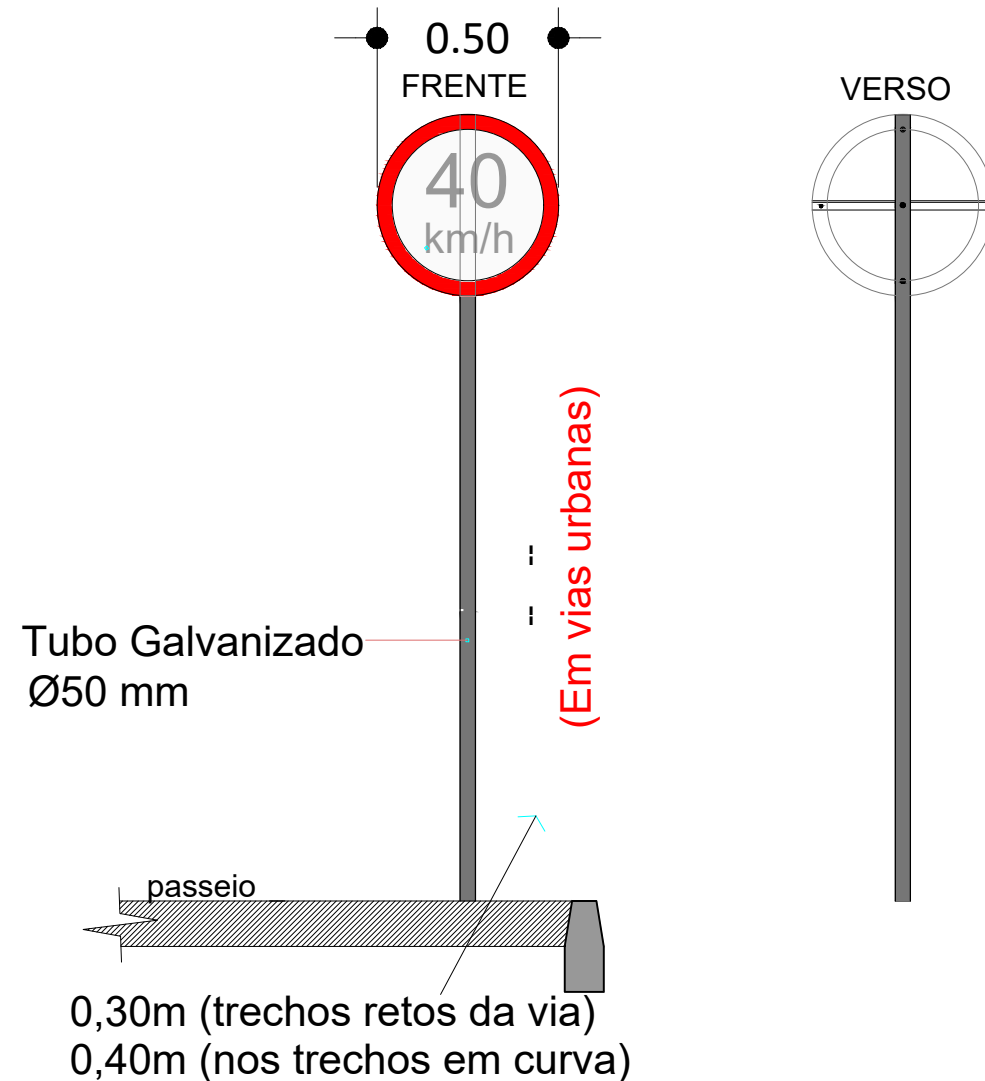 0.50
FRENTE
VERSO
40
km/h
(Em vias urbanas)
Tubo Galvanizado
Ø50 mm
passeio
0,30m (trechos retos da via)
0,40m (nos trechos em curva)